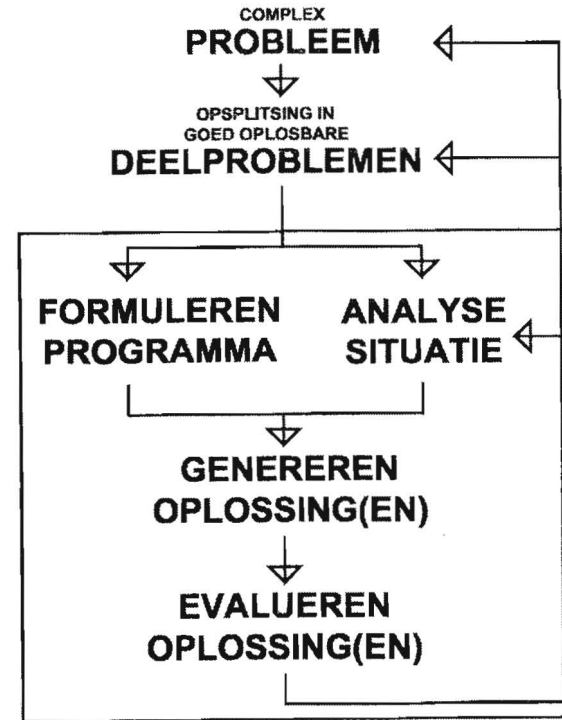 COMPLEX
PROBLEEM
OPSPLITSING IN
GOED OPLOSBARE
DEELPROBLEMEN
FORMULEREN
PROGRAMMA
ANALYSE
SITUATIE
GENEREREN
OPLOSSING(EN)
EVALUEREN
OPLOSSING(EN)